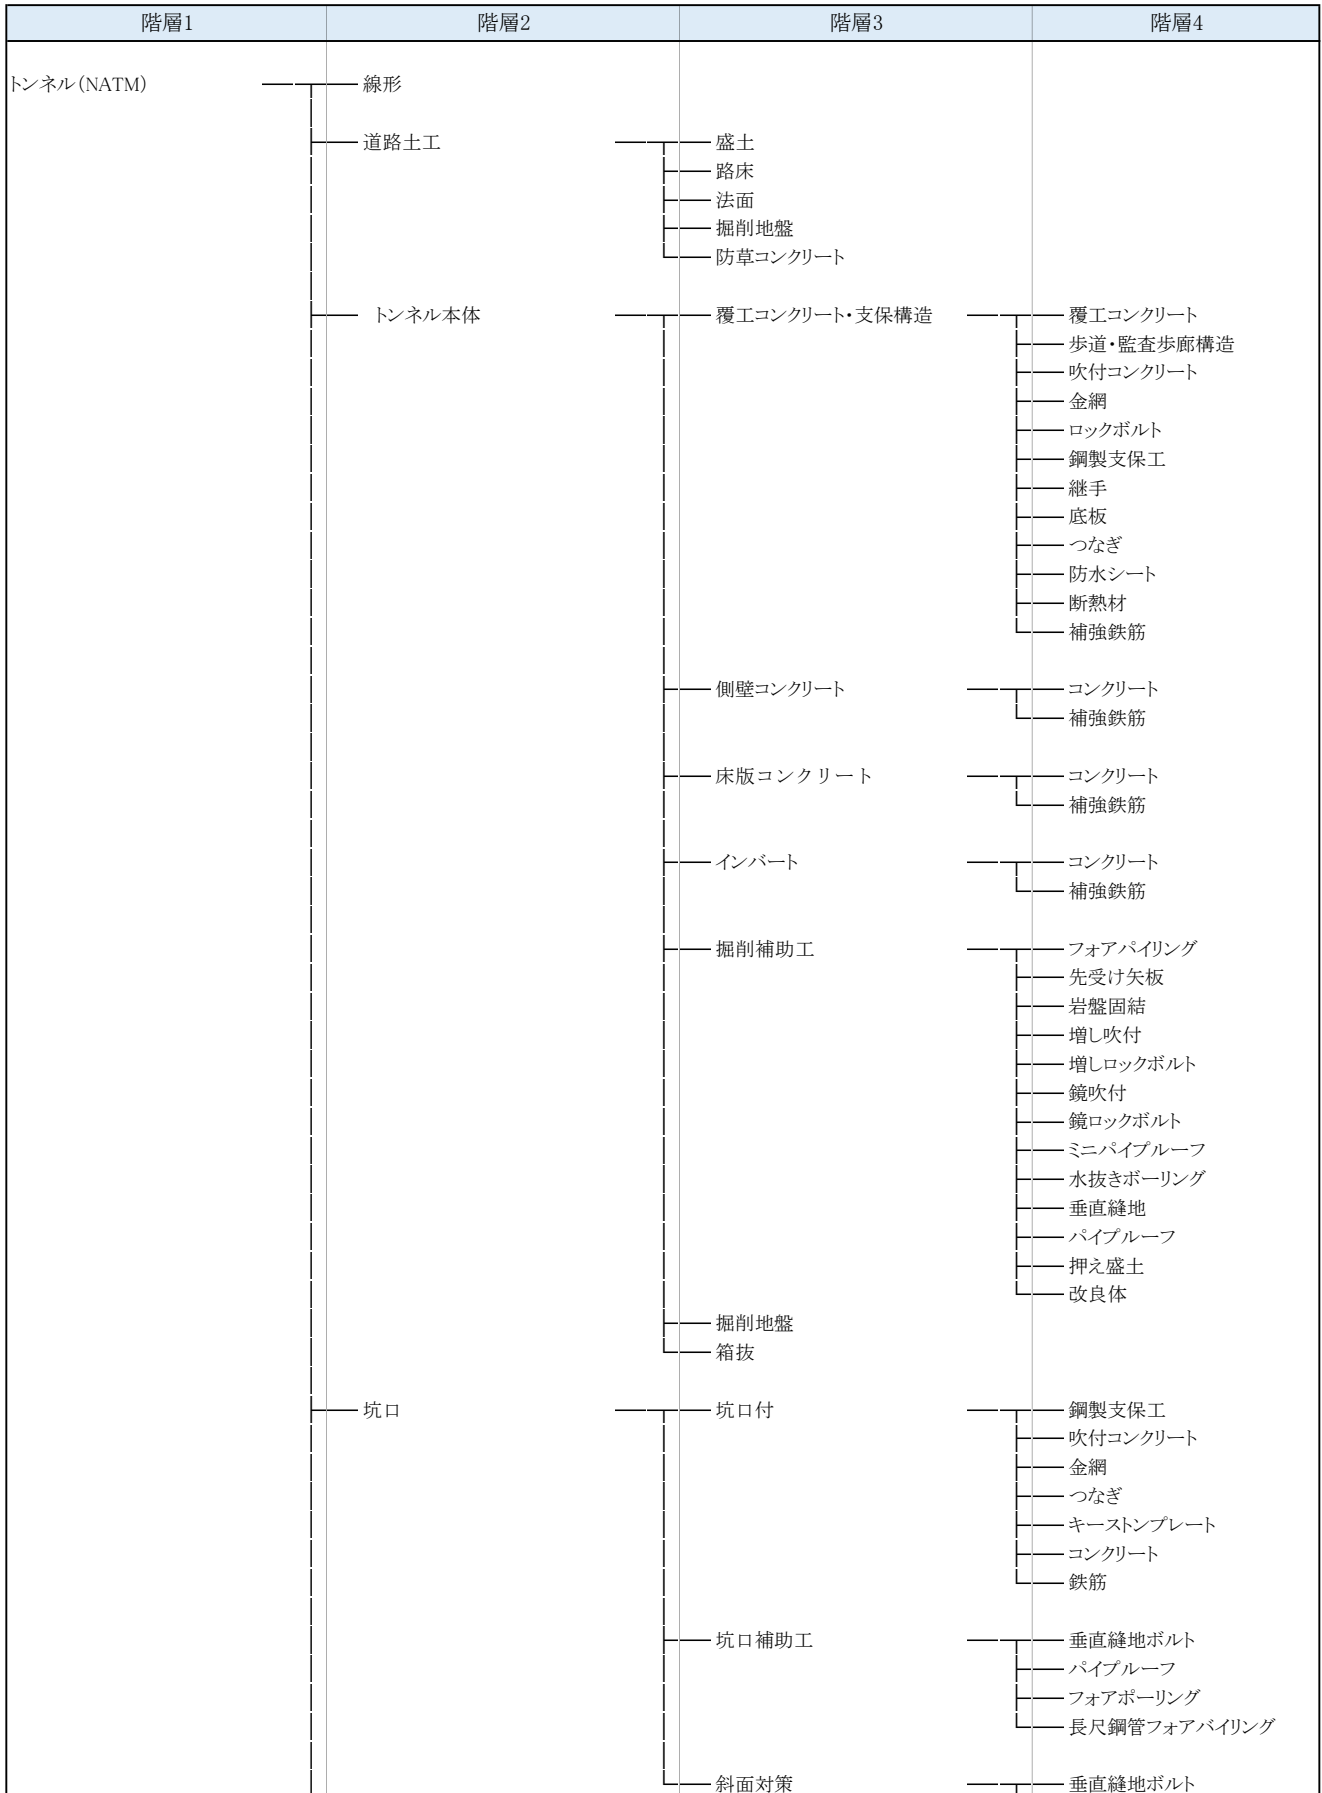 階層1 階層2 階層3 階層4
トンネル(NATM) 線形
道路土工 盛土
路床
法面
掘削地盤
防草コンクリート
トンネル本体 覆工コンクリート・支保構造 覆工コンクリート
歩道・監査歩廊構造
吹付コンクリート
金網
ロックボルト
鋼製支保工
継手
底板
つなぎ
防水シート
断熱材
補強鉄筋
側壁コンクリート コンクリート
補強鉄筋
床版コンクリート コンクリート
補強鉄筋
インバート コンクリート
補強鉄筋
掘削補助工 フォアパイリング
先受け矢板
岩盤固結
増し吹付
増しロックボルト
鏡吹付
鏡ロックボルト
ミニパイプルーフ
水抜きボーリング
垂直縫地
パイプルーフ
押え盛土
改良体
掘削地盤
箱抜
坑口 坑口付 鋼製支保工
吹付コンクリート
金網
つなぎ
キーストンプレート
コンクリート
鉄筋
坑口補助工 垂直縫地ボルト
パイプルーフ
フォアポーリング
長尺鋼管フォアパイリング
斜面対策 垂直縫地ボルト